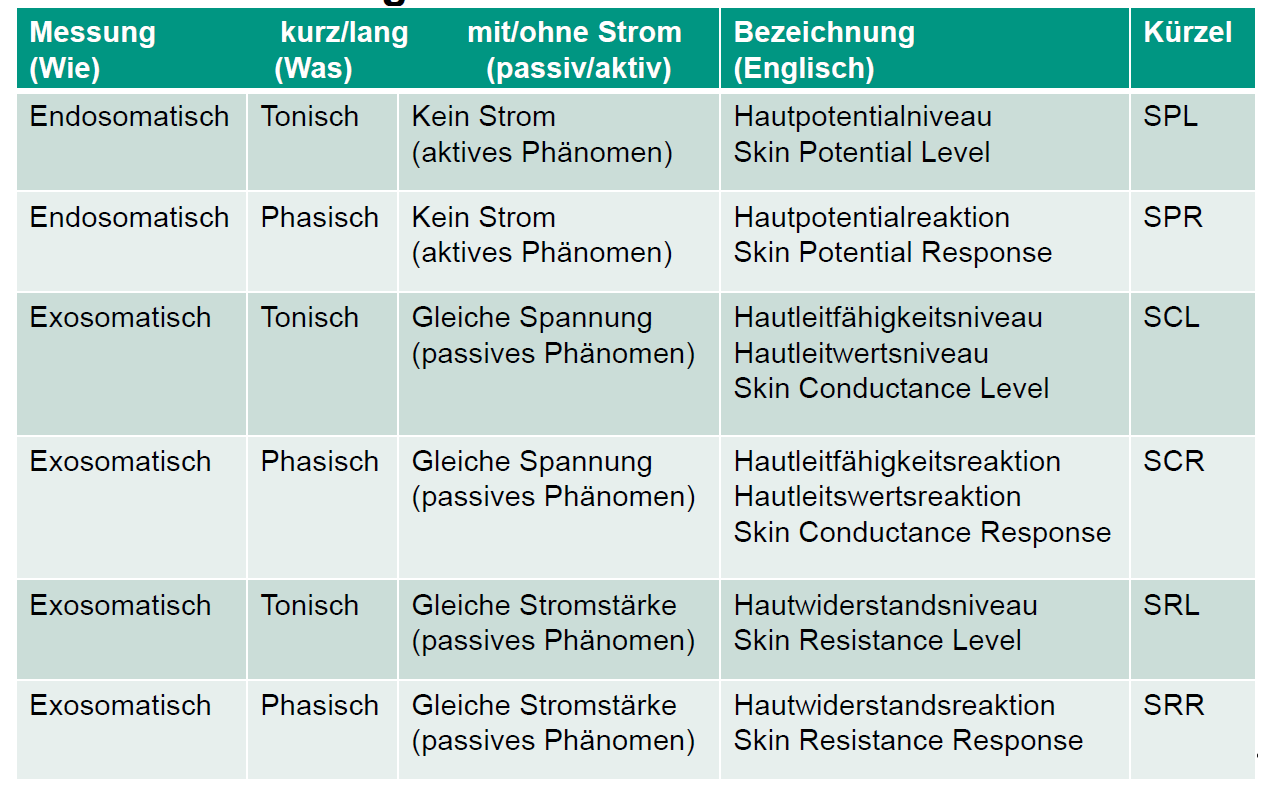 Messung kurz/lang mit/ohne Strom Bezeichnung Kürzel
(Wie) (Was) (passiv/aktiv) (Englisch)
Endosomatisch Tonisch Kein Strom Hautpotentialniveau SPL
(aktives Phänomen) Skin Potential Level
Endosomatisch Phasisch Kein Strom Hautpotentialreaktion SPR
(aktives Phänomen) Skin Potential Response
Exosomatisch Tonisch Gleiche Spannung Hautleitfähigkeitsniveau SCL
(passives Phänomen) Hautleitwertsniveau
Skin Conductance Level
Exosomatisch Phasisch Gleiche Spannung Hautleitfähigkeitsreaktion SCR
(passives Phänomen) Hautleitswertsreaktion
Skin Conductance Response
Exosomatisch Tonisch Gleiche Stromstärke Hautwiderstandsniveau SRL
(passives Phänomen) Skin Resistance Level
Exosomatisch Phasisch Gleiche Stromstärke Hautwiderstandsreaktion SRR
(passives Phänomen) Skin Resistance Response